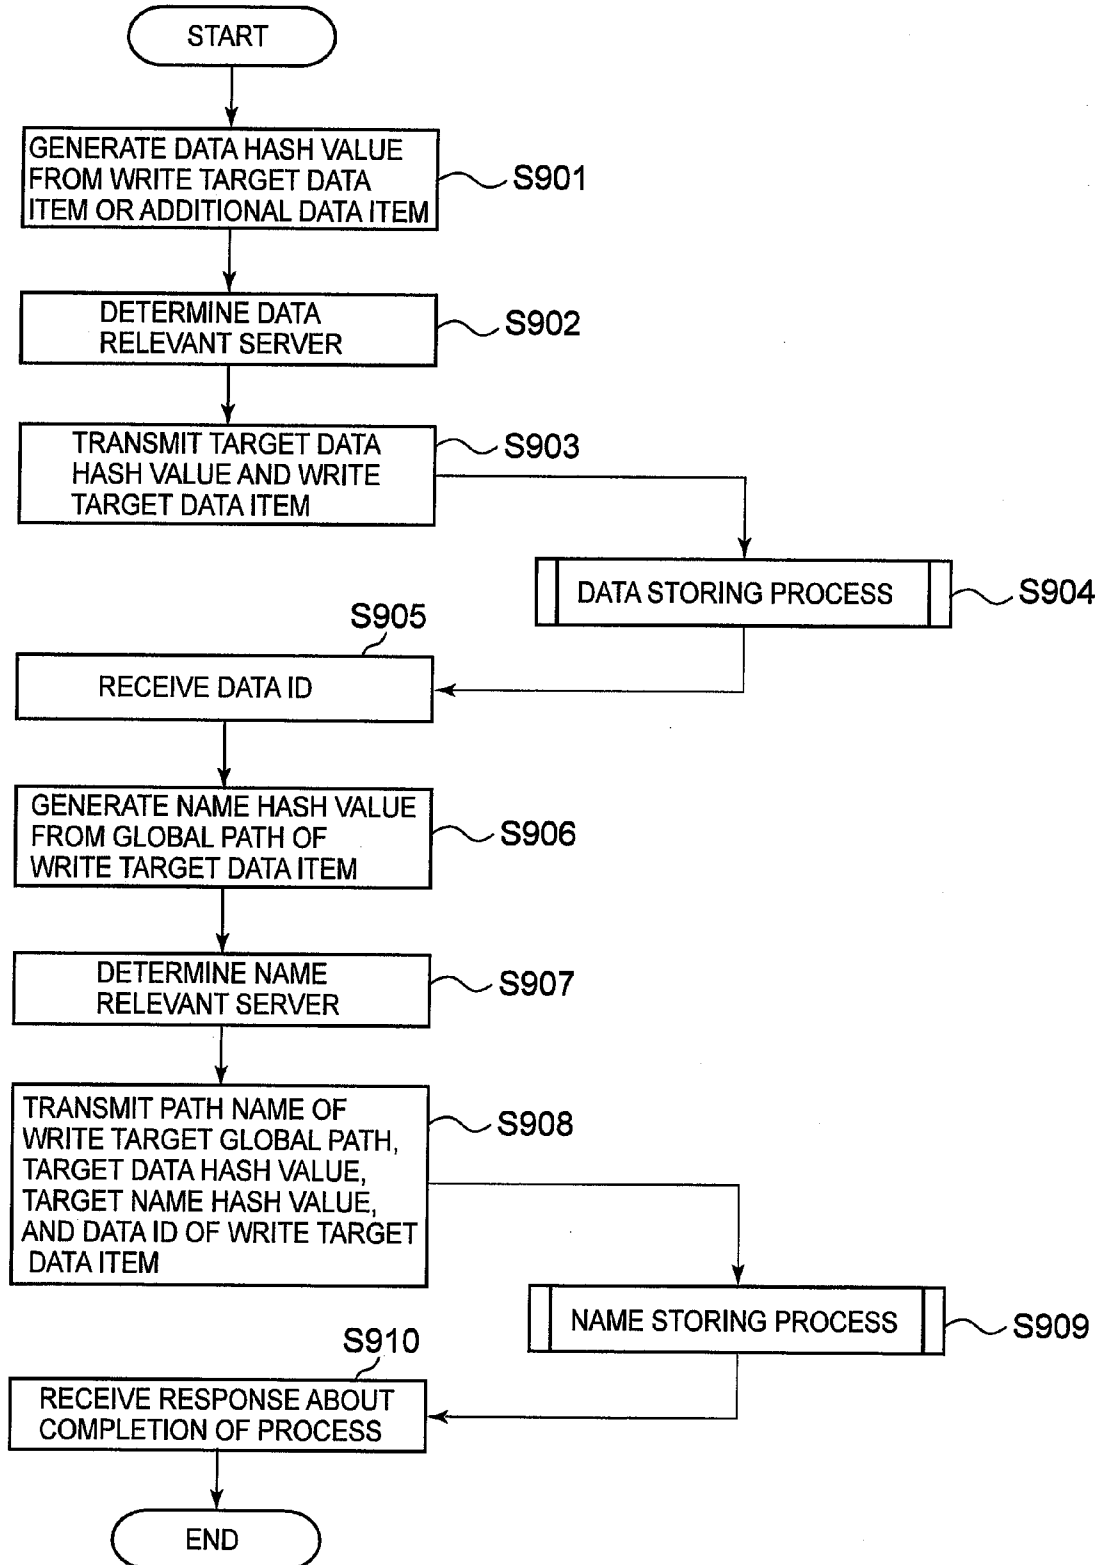 START
GENERATE DATA HASH VALUE
FROM WRITE TARGET DATA
ITEM OR ADDITIONAL DATA ITEM
S901
DETERMINE DATA
RELEVANT SERVER
S902
TRANSMIT TARGET DATA
HASH VALUE AND WRITE
TARGET DATA ITEM
S903
DATA STORING PROCESS
S904
S905
RECEIVE DATA ID
GENERATE NAME HASH VALUE
FROM GLOBAL PATH OF
WRITE TARGET DATA ITEM
S906
DETERMINE NAME
RELEVANT SERVER
S907
TRANSMIT PATH NAME OF
WRITE TARGET GLOBAL PATH,
TARGET DATA HASH VALUE,
TARGET NAME HASH VALUE,
AND DATA ID OF WRITE TARGET
DATA ITEM
S908
NAME STORING PROCESS
S909
S910
RECEIVE RESPONSE ABOUT
COMPLETION OF PROCESS
END